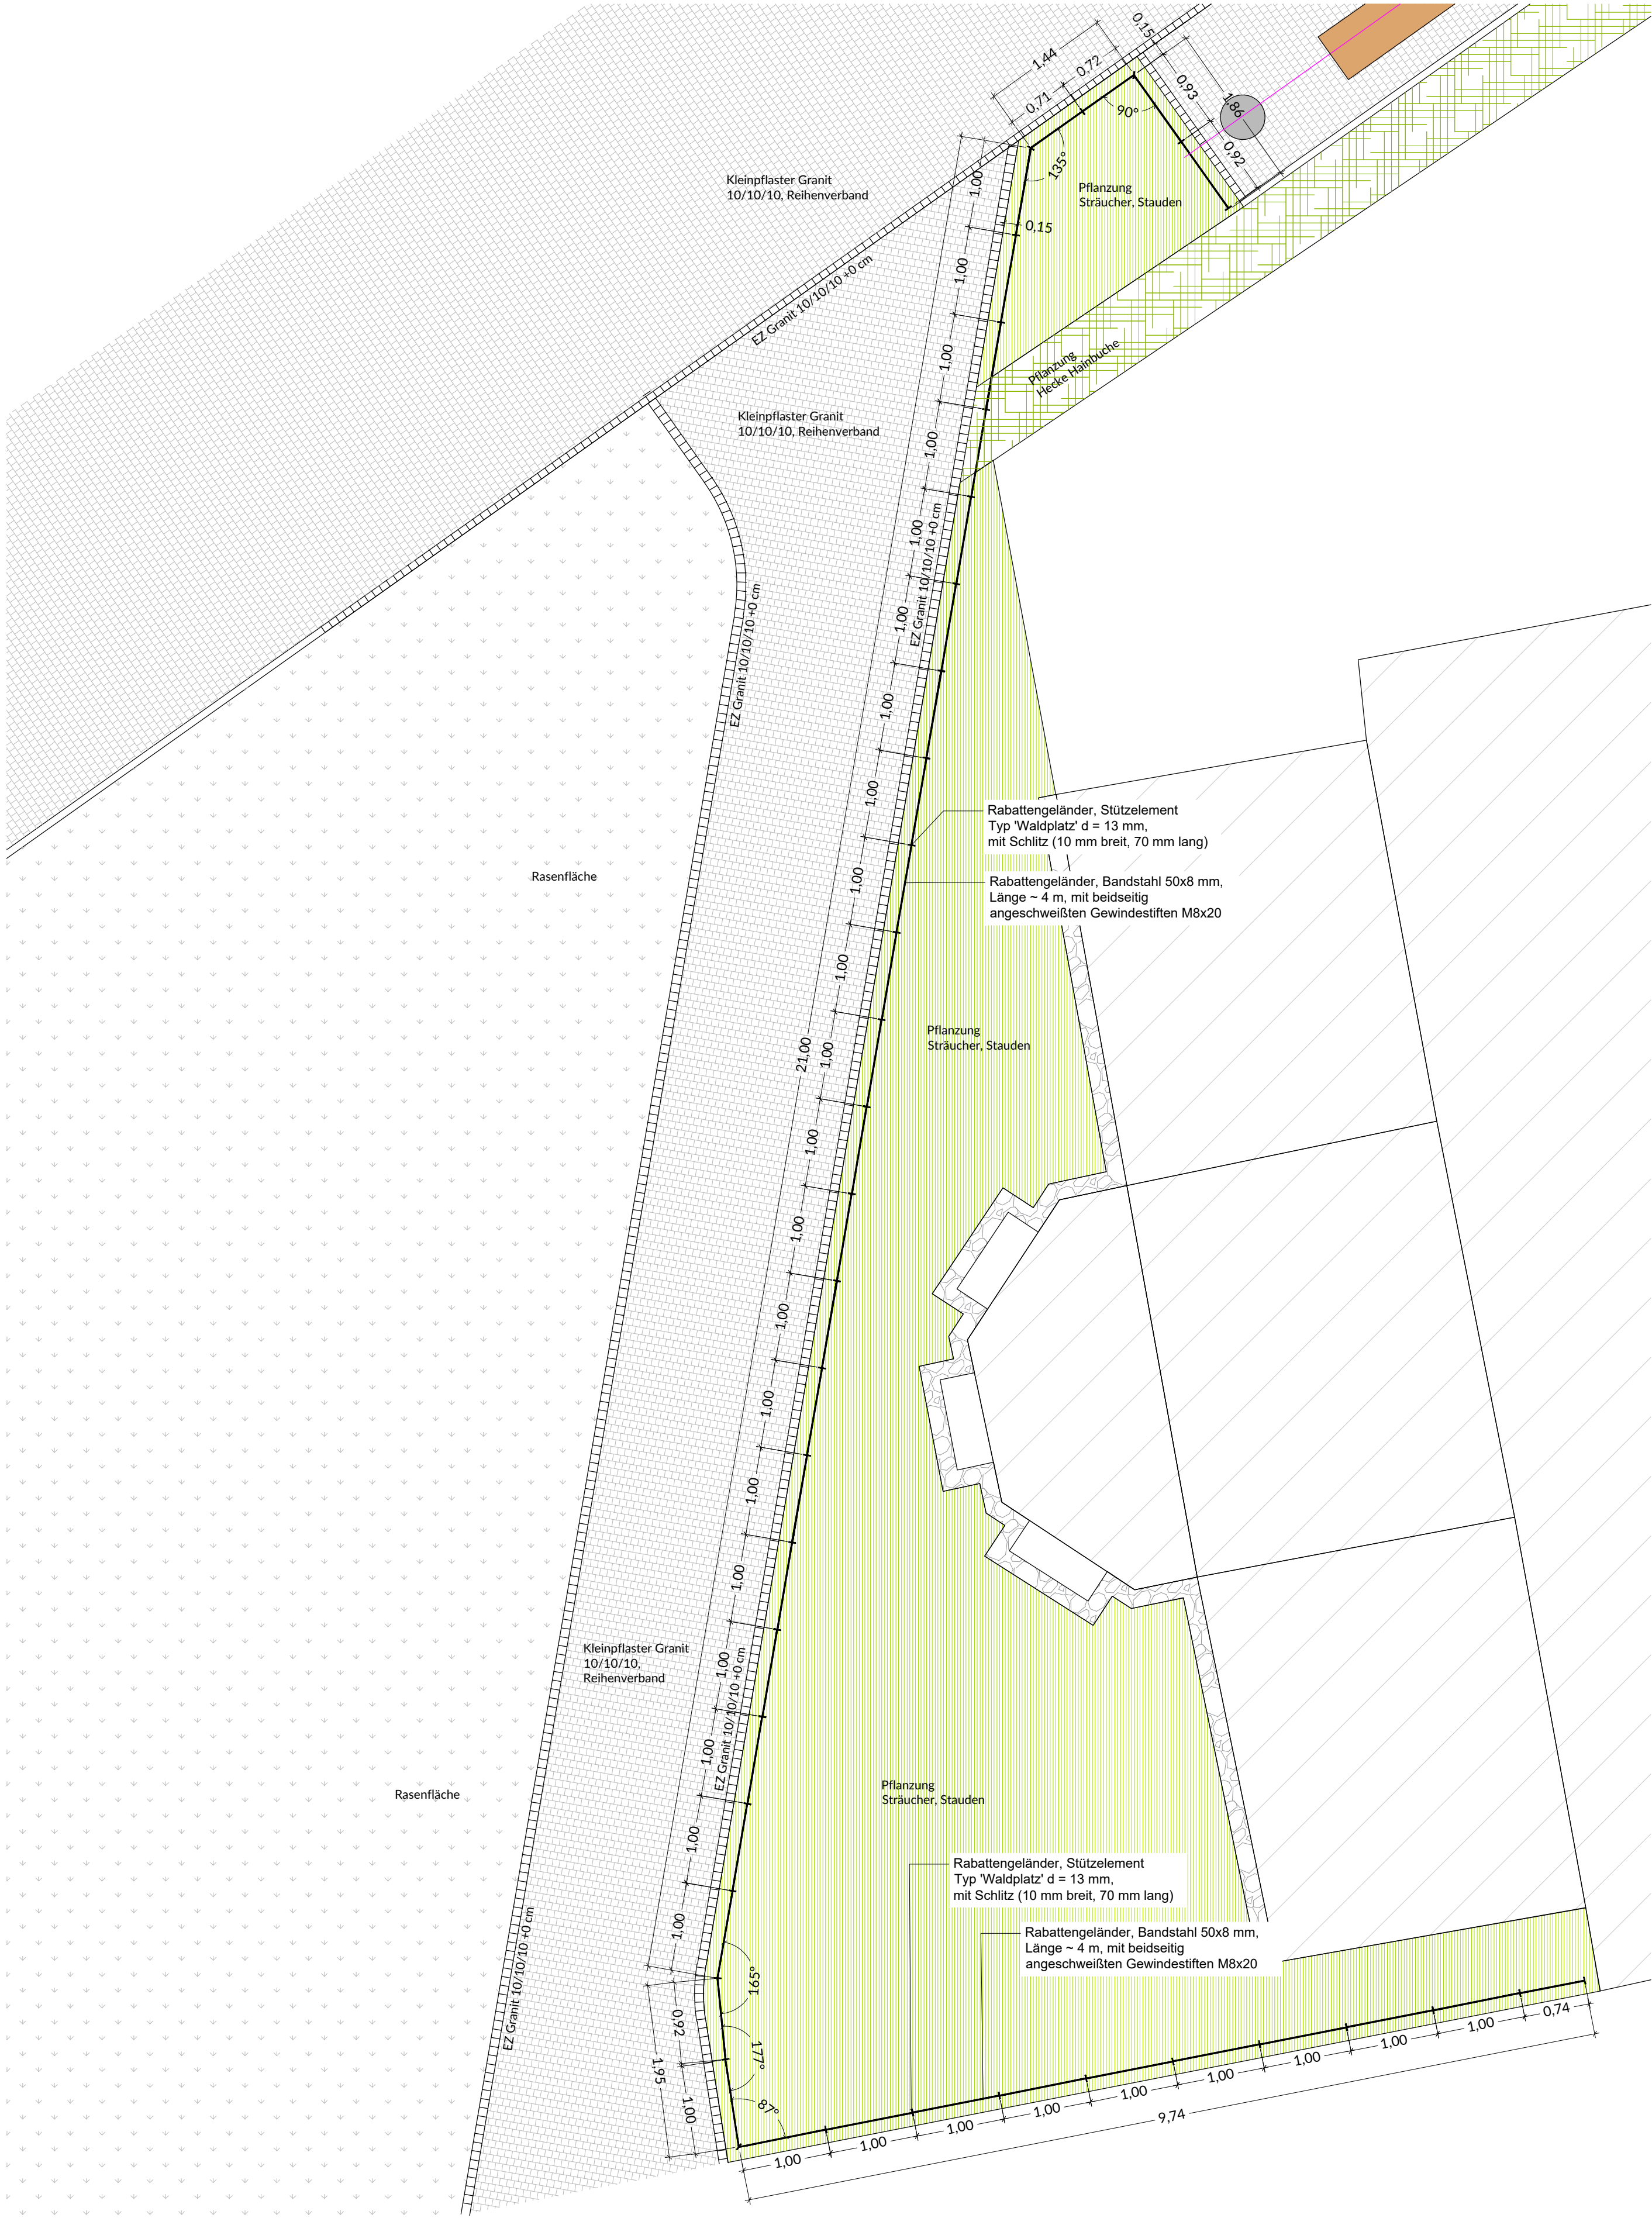 0,15
1,44
0,72
0,71
0,93
1,86
0,92
90°
135°
Kleinpflaster Granit
10/10/10, Reihenverband
Pflanzung
Sträucher, Stauden
1,00
0,15
EZ Granit 10/10/10 +0 cm
1,00
1,00
Pflanzung
Hecke Hainbuche
Kleinpflaster Granit
10/10/10, Reihenverband
1,00
1,00
EZ Granit 10/10/10 +0 cm
1,00
EZ Granit 10/10/10 +0 cm
1,00
1,00
Rabattengeländer, Stützelement
Typ 'Waldplatz' d = 13 mm,
mit Schlitz (10 mm breit, 70 mm lang)
Rasenfläche
1,00
Rabattengeländer, Bandstahl 50x8 mm,
Länge ~ 4 m, mit beidseitig
angeschweißten Gewindestiften M8x20
1,00
Pflanzung
Sträucher, Stauden
21,00
1,00
1,00
1,00
1,00
1,00
1,00
1,00
Kleinpflaster Granit
10/10/10,
Reihenverband
1,00
EZ Granit 10/10/10 +0 cm
1,00
Rasenfläche
Pflanzung
Sträucher, Stauden
1,00
Rabattengeländer, Stützelement
Typ 'Waldplatz' d = 13 mm,
mit Schlitz (10 mm breit, 70 mm lang)
1,00
EZ Granit 10/10/10 +0 cm
Rabattengeländer, Bandstahl 50x8 mm,
Länge ~ 4 m, mit beidseitig
angeschweißten Gewindestiften M8x20
165°
0,92
177°
1,95
1,00
87°
1,00
1,00
1,00
1,00
1,00
1,00
1,00
1,00
1,00
0,74
9,74